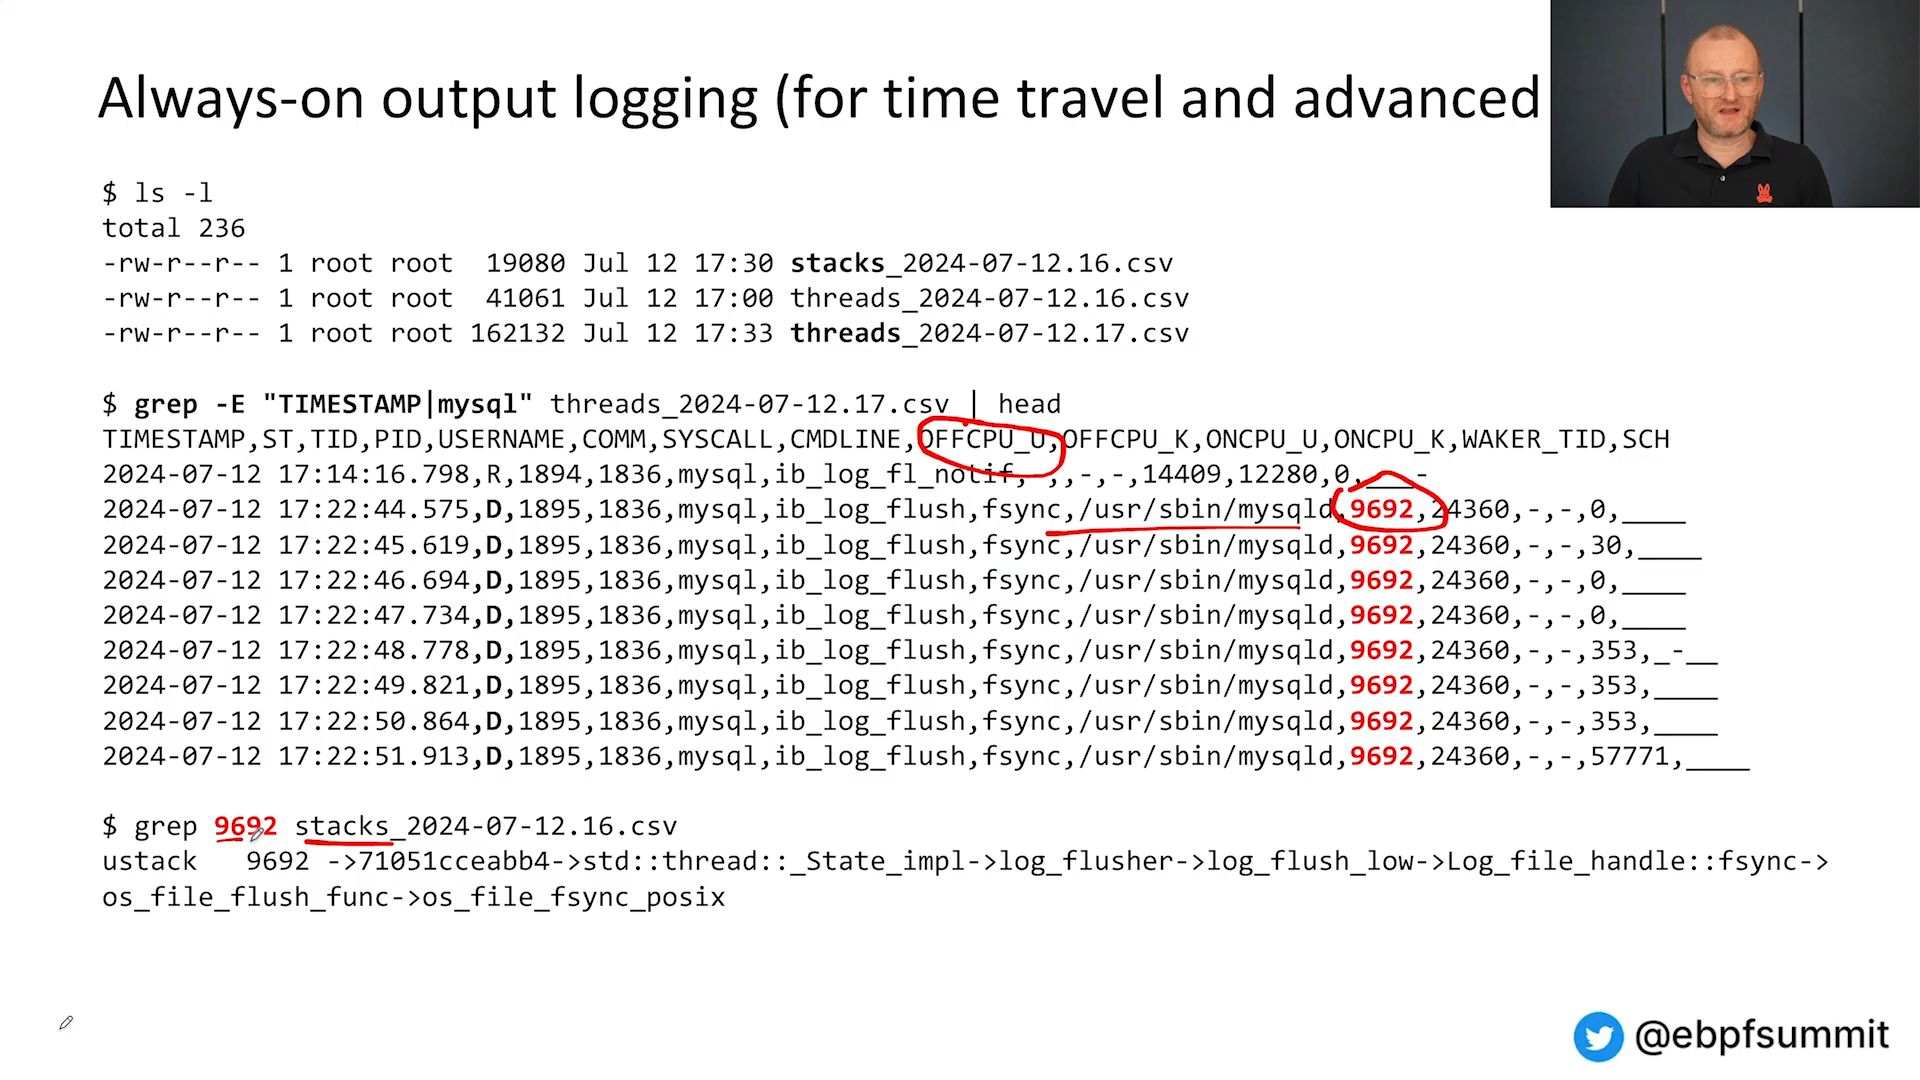 Always-on output logging (for time travel and advanced
$ ls -l
total 236
-rw-r--r-- 1 root root  19080 Jul 12 17:30 stacks_2024-07-12.16.csv
-rw-r--r-- 1 root root  41061 Jul 12 17:00 threads_2024-07-12.16.csv
-rw-r--r-- 1 root root 162132 Jul 12 17:33 threads_2024-07-12.17.csv
$ grep -E "TIMESTAMP|mysql" threads_2024-07-12.17.csv | head
TIMESTAMP,ST,TID,PID,USERNAME,COMM,SYSCALL,CMDLINE,OFFCPU_U,OFFCPU_K,ONCPU_U,ONCPU_K,WAKER_TID,SCH
2024-07-12 17:14:16.798,R,1894,1836,mysql,ib_log_fl_notif,-,,-,-,14409,12280,0,___-
2024-07-12 17:22:44.575,D,1895,1836,mysql,ib_log_flush,fsync,/usr/sbin/mysqld,9692,24360,-,-,0,____
2024-07-12 17:22:45.619,D,1895,1836,mysql,ib_log_flush,fsync,/usr/sbin/mysqld,9692,24360,-,-,30,____
2024-07-12 17:22:46.694,D,1895,1836,mysql,ib_log_flush,fsync,/usr/sbin/mysqld,9692,24360,-,-,0,____
2024-07-12 17:22:47.734,D,1895,1836,mysql,ib_log_flush,fsync,/usr/sbin/mysqld,9692,24360,-,-,0,____
2024-07-12 17:22:48.778,D,1895,1836,mysql,ib_log_flush,fsync,/usr/sbin/mysqld,9692,24360,-,-,353,_-__
2024-07-12 17:22:49.821,D,1895,1836,mysql,ib_log_flush,fsync,/usr/sbin/mysqld,9692,24360,-,-,353,____
2024-07-12 17:22:50.864,D,1895,1836,mysql,ib_log_flush,fsync,/usr/sbin/mysqld,9692,24360,-,-,353,____
2024-07-12 17:22:51.913,D,1895,1836,mysql,ib_log_flush,fsync,/usr/sbin/mysqld,9692,24360,-,-,57771,____
$ grep 9692 stacks_2024-07-12.16.csv
ustack   9692 ->71051cceabb4->std::thread::_State_impl->log_flusher->log_flush_low->Log_file_handle::fsync->
os_file_flush_func->os_file_fsync_posix
@ebpfsummit